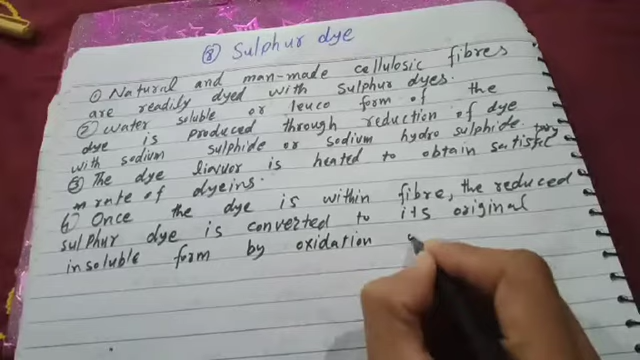 ⑧ Sulphur dye
① Natural and man-made cellulosic fibres
are readily dyed with Sulphur dyes.
② water soluble or leuco form of the
dye is produced through reduction of dye
with sodium sulphide or sodium hydro sulphide.
③ The dye liquor is heated to obtain satisfac tory
rate of dyeins.
④ Once the dye is within fibre, the reduced
sulphur dye is converted to its original
insoluble form by oxidation